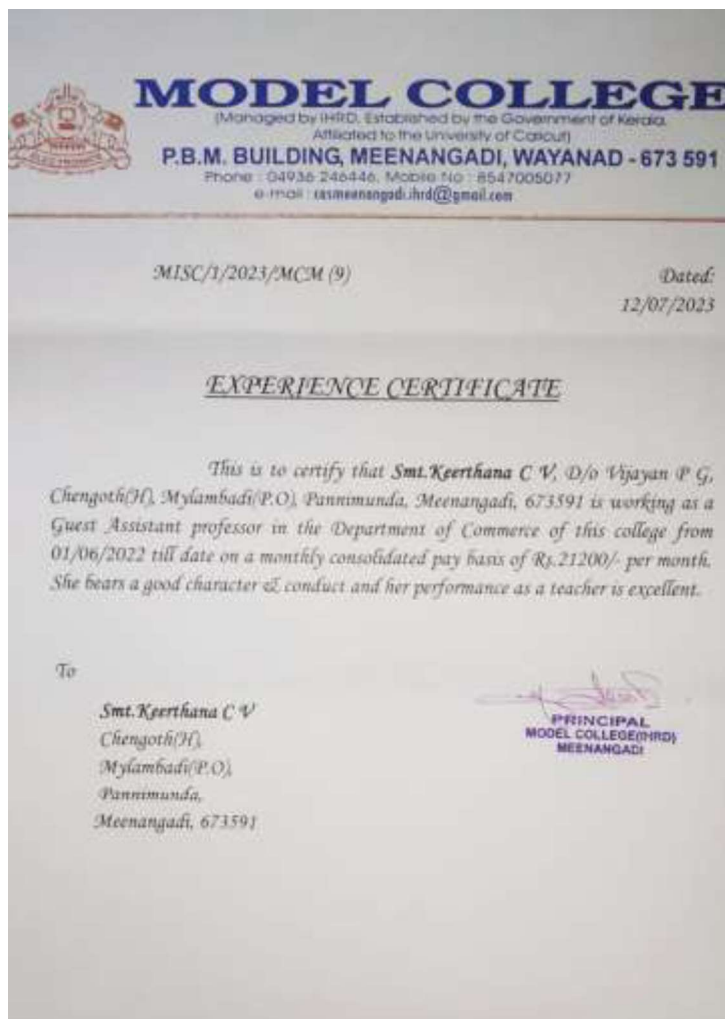 MODEL COLLEGE
(Managed by IHRD, Established by the Government of Kerala,
Affiliated to the University of Calicut)
P.B.M. BUILDING, MEENANGADI, WAYANAD - 673 591
Phone : 04936 246446, Mobile No : 8547005077
e-mail : casmeenangadi.ihrd@gmail.com
MISC/1/2023/MCM (9)
Dated:
12/07/2023
EXPERIENCE CERTIFICATE
This is to certify that Smt.Keerthana C V, D/o Vijayan P G,
Chengoth(H), Mylambadi(P.O), Pannimunda, Meenangadi, 673591 is working as a
Guest Assistant professor in the Department of Commerce of this college from
01/06/2022 till date on a monthly consolidated pay basis of Rs.21200/- per month.
She bears a good character & conduct and her performance as a teacher is excellent.
To
Smt.Keerthana C V
Chengoth(H),
Mylambadi(P.O),
Pannimunda,
Meenangadi, 673591
PRINCIPAL
MODEL COLLEGE(IHRD)
MEENANGADI